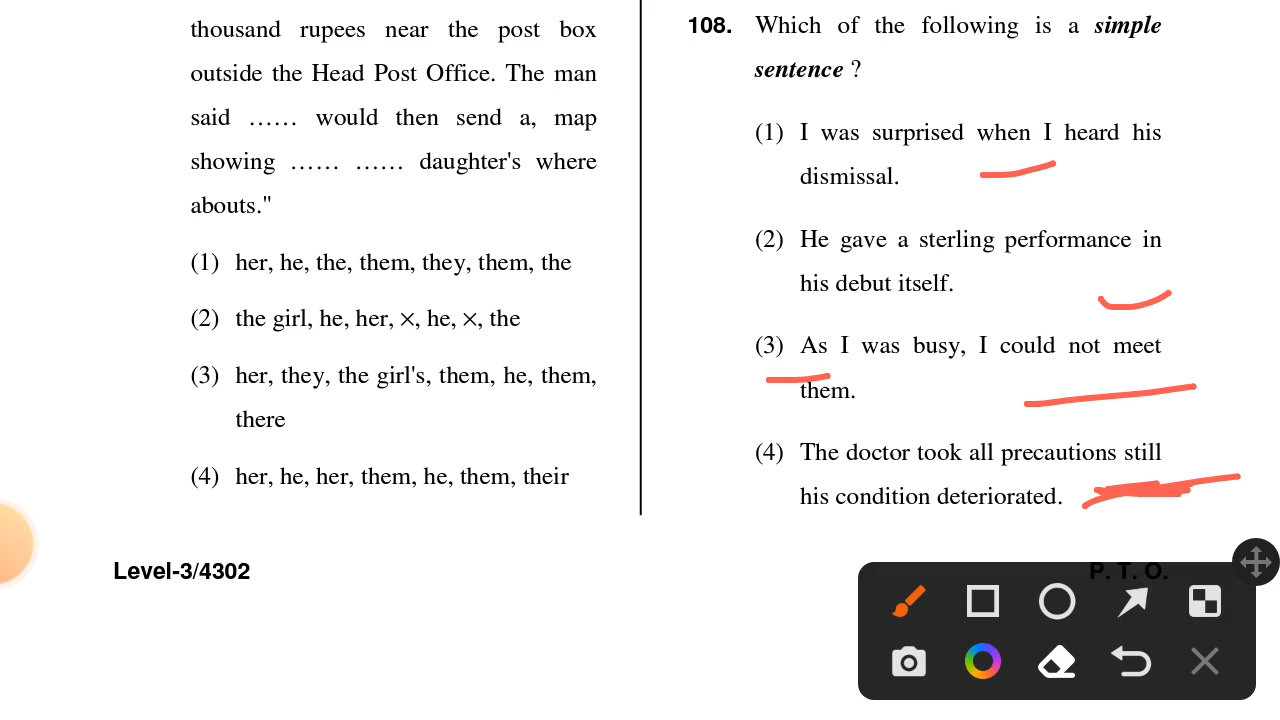 thousand rupees near the post box
outside the Head Post Office. The man
said …… would then send a, map
showing …… …… daughter's where
abouts."
(1) her, he, the, them, they, them, the
(2) the girl, he, her, ×, he, ×, the
(3) her, they, the girl's, them, he, them,
there
(4) her, he, her, them, he, them, their
Level-3/4302
108. Which of the following is a simple
sentence ?
(1) I was surprised when I heard his
dismissal.
(2) He gave a sterling performance in
his debut itself.
(3) As I was busy, I could not meet
them.
(4) The doctor took all precautions still
his condition deteriorated.
P. T. O.